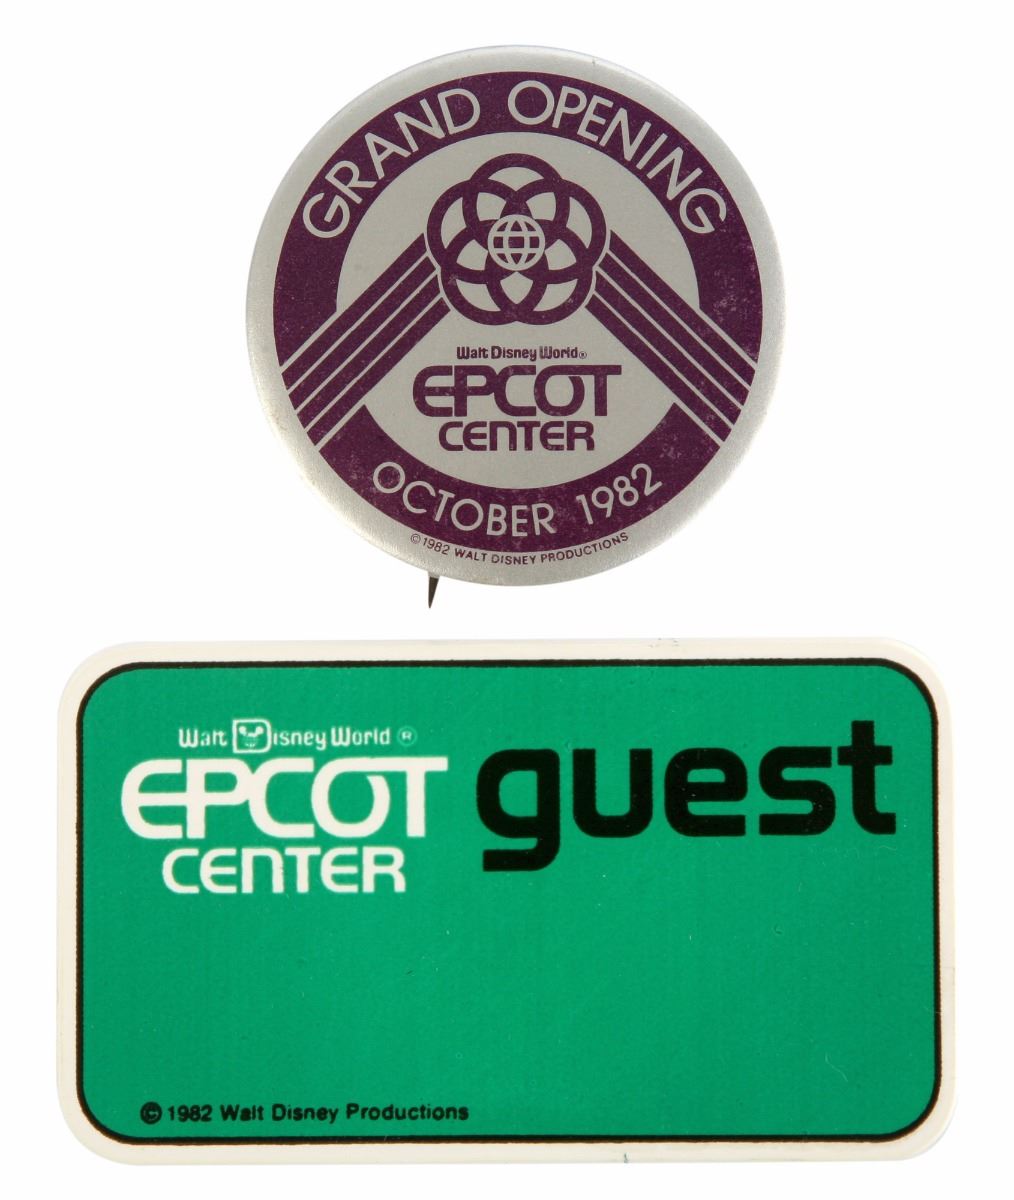 GRAND OPENING
Walt Disney World®
EPCOT
CENTER
OCTOBER 1982
©1982 WALT DISNEY PRODUCTIONS
Walt Disney World ®
EPCOT
CENTER
guest
© 1982 Walt Disney Productions